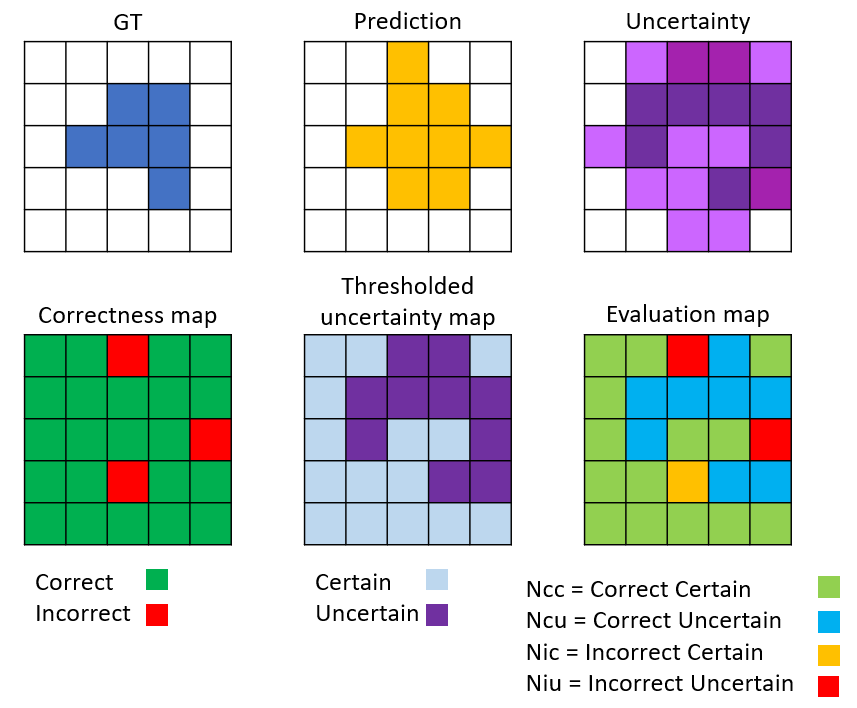 GT
Prediction
Uncertainty
Correctness map
Thresholded
uncertainty map
Evaluation map
Correct
Incorrect
Certain
Uncertain
Ncc = Correct Certain
Ncu = Correct Uncertain
Nic = Incorrect Certain
Niu = Incorrect Uncertain